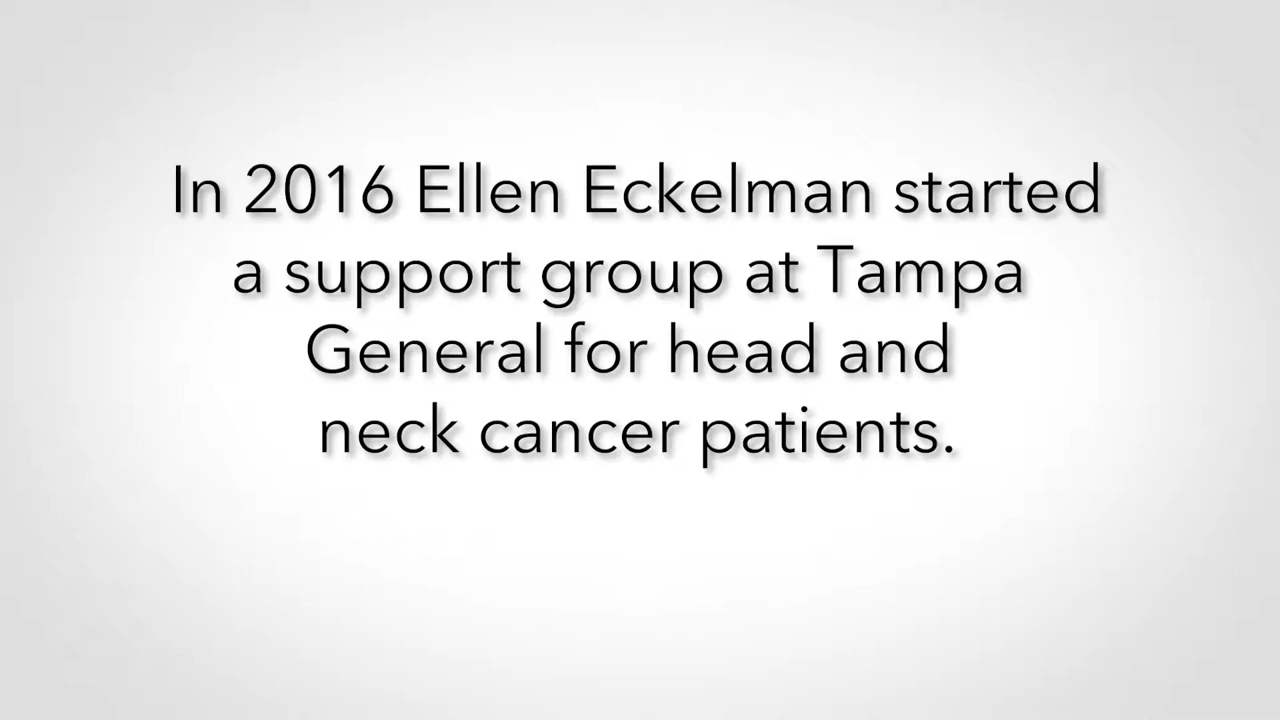 In 2016 Ellen Eckelman started
a support group at Tampa
General for head and
neck cancer patients.